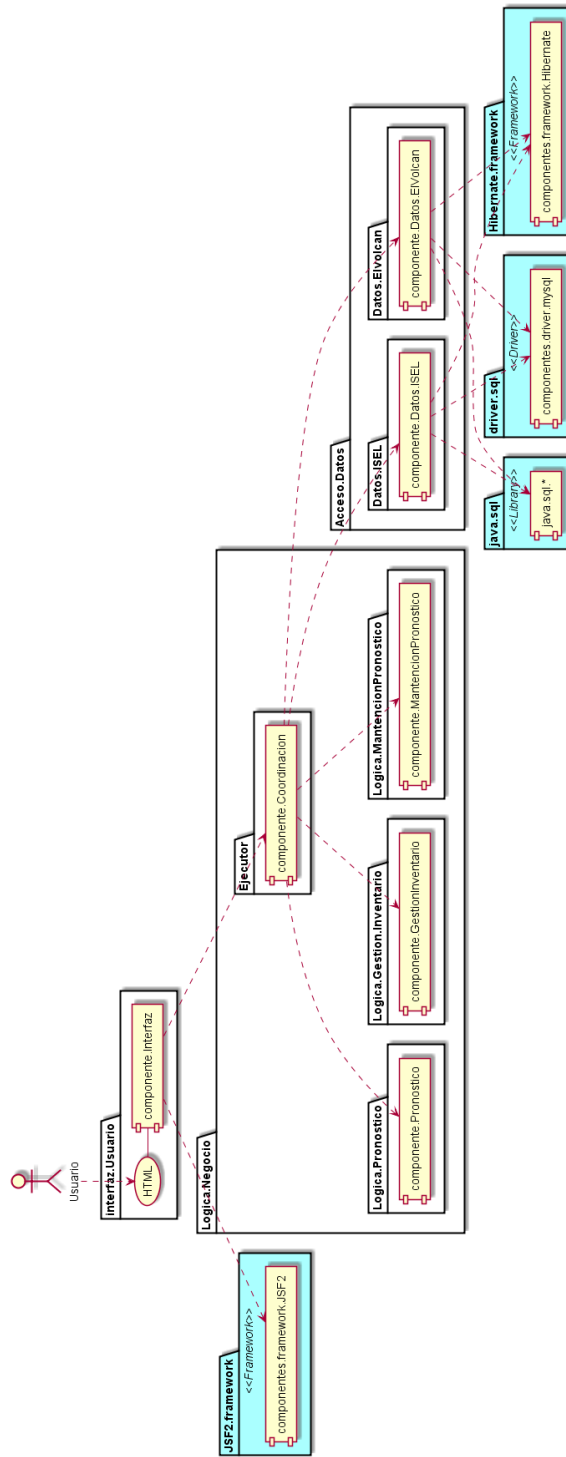 Usuario
interfaz.Usuario
HTML
componente.Interfaz
JSF2.framework
<<Framework>>
componentes.framework.JSF2
Logica.Negocio
Ejecutor
componente.Coordinacion
Logica.Pronostico
componente.Pronostico
Logica.Gestion.Inventario
componente.GestionInventario
Logica.MantencionPronostico
componente.MantencionPronostico
Acceso.Datos
Datos.ISEL
componente.Datos.ISEL
Datos.ElVolcan
componente.Datos.ElVolcan
java.sql
<<Library>>
java.sql.*
driver.sql
<<Driver>>
componentes.driver.mysql
Hibernate.framework
<<Framework>>
componentes.framework.Hibernate